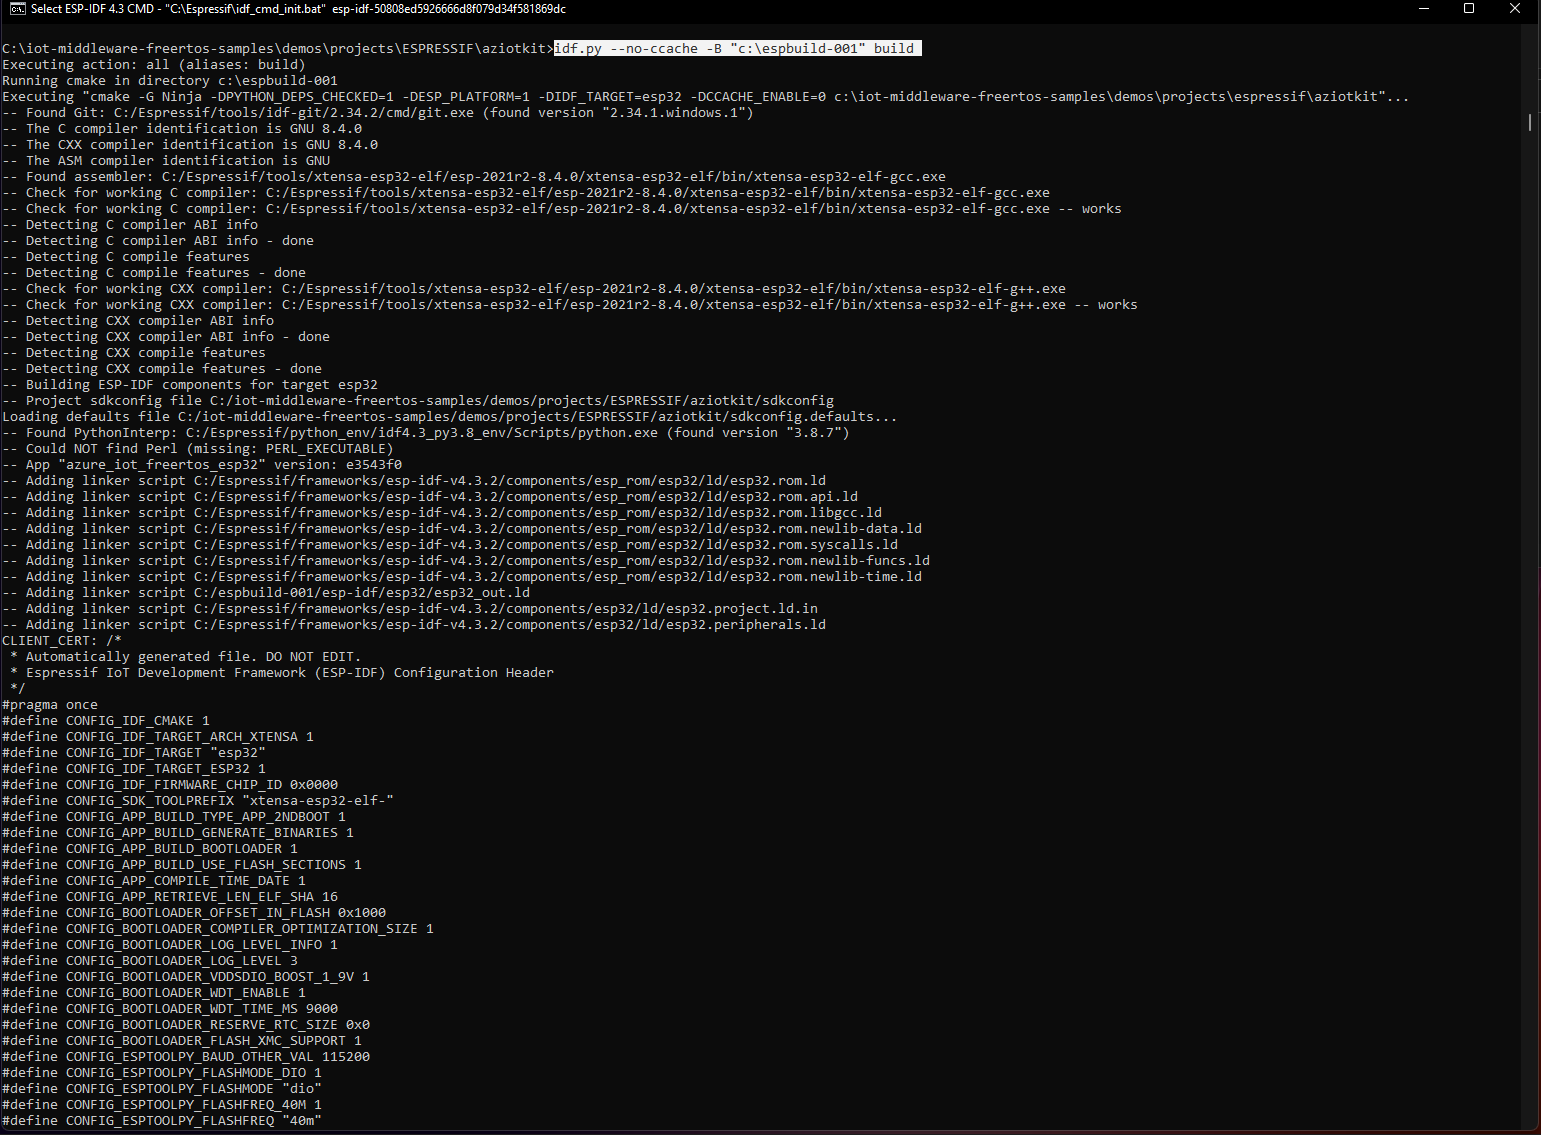 Select ESP-IDF 4.3 CMD - "C:\Espressif\idf_cmd_init.bat"  esp-idf-50808ed5926666d8f079d34f581869dc
C:\iot-middleware-freertos-samples\demos\projects\ESPRESSIF\aziotkit>idf.py --no-ccache -B "c:\espbuild-001" build
Executing action: all (aliases: build)
Running cmake in directory c:\espbuild-001
Executing "cmake -G Ninja -DPYTHON_DEPS_CHECKED=1 -DESP_PLATFORM=1 -DIDF_TARGET=esp32 -DCCACHE_ENABLE=0 c:\iot-middleware-freertos-samples\demos\projects\espressif\aziotkit"...
-- Found Git: C:/Espressif/tools/idf-git/2.34.2/cmd/git.exe (found version "2.34.1.windows.1")
-- The C compiler identification is GNU 8.4.0
-- The CXX compiler identification is GNU 8.4.0
-- The ASM compiler identification is GNU
-- Found assembler: C:/Espressif/tools/xtensa-esp32-elf/esp-2021r2-8.4.0/xtensa-esp32-elf/bin/xtensa-esp32-elf-gcc.exe
-- Check for working C compiler: C:/Espressif/tools/xtensa-esp32-elf/esp-2021r2-8.4.0/xtensa-esp32-elf/bin/xtensa-esp32-elf-gcc.exe
-- Check for working C compiler: C:/Espressif/tools/xtensa-esp32-elf/esp-2021r2-8.4.0/xtensa-esp32-elf/bin/xtensa-esp32-elf-gcc.exe -- works
-- Detecting C compiler ABI info
-- Detecting C compiler ABI info - done
-- Detecting C compile features
-- Detecting C compile features - done
-- Check for working CXX compiler: C:/Espressif/tools/xtensa-esp32-elf/esp-2021r2-8.4.0/xtensa-esp32-elf/bin/xtensa-esp32-elf-g++.exe
-- Check for working CXX compiler: C:/Espressif/tools/xtensa-esp32-elf/esp-2021r2-8.4.0/xtensa-esp32-elf/bin/xtensa-esp32-elf-g++.exe -- works
-- Detecting CXX compiler ABI info
-- Detecting CXX compiler ABI info - done
-- Detecting CXX compile features
-- Detecting CXX compile features - done
-- Building ESP-IDF components for target esp32
-- Project sdkconfig file C:/iot-middleware-freertos-samples/demos/projects/ESPRESSIF/aziotkit/sdkconfig
Loading defaults file C:/iot-middleware-freertos-samples/demos/projects/ESPRESSIF/aziotkit/sdkconfig.defaults...
-- Found PythonInterp: C:/Espressif/python_env/idf4.3_py3.8_env/Scripts/python.exe (found version "3.8.7")
-- Could NOT find Perl (missing: PERL_EXECUTABLE)
-- App "azure_iot_freertos_esp32" version: e3543f0
-- Adding linker script C:/Espressif/frameworks/esp-idf-v4.3.2/components/esp_rom/esp32/ld/esp32.rom.ld
-- Adding linker script C:/Espressif/frameworks/esp-idf-v4.3.2/components/esp_rom/esp32/ld/esp32.rom.api.ld
-- Adding linker script C:/Espressif/frameworks/esp-idf-v4.3.2/components/esp_rom/esp32/ld/esp32.rom.libgcc.ld
-- Adding linker script C:/Espressif/frameworks/esp-idf-v4.3.2/components/esp_rom/esp32/ld/esp32.rom.newlib-data.ld
-- Adding linker script C:/Espressif/frameworks/esp-idf-v4.3.2/components/esp_rom/esp32/ld/esp32.rom.syscalls.ld
-- Adding linker script C:/Espressif/frameworks/esp-idf-v4.3.2/components/esp_rom/esp32/ld/esp32.rom.newlib-funcs.ld
-- Adding linker script C:/Espressif/frameworks/esp-idf-v4.3.2/components/esp_rom/esp32/ld/esp32.rom.newlib-time.ld
-- Adding linker script C:/espbuild-001/esp-idf/esp32/esp32_out.ld
-- Adding linker script C:/Espressif/frameworks/esp-idf-v4.3.2/components/esp32/ld/esp32.project.ld.in
-- Adding linker script C:/Espressif/frameworks/esp-idf-v4.3.2/components/esp32/ld/esp32.peripherals.ld
CLIENT_CERT: /*
 * Automatically generated file. DO NOT EDIT.
 * Espressif IoT Development Framework (ESP-IDF) Configuration Header
 */
#pragma once
#define CONFIG_IDF_CMAKE 1
#define CONFIG_IDF_TARGET_ARCH_XTENSA 1
#define CONFIG_IDF_TARGET "esp32"
#define CONFIG_IDF_TARGET_ESP32 1
#define CONFIG_IDF_FIRMWARE_CHIP_ID 0x0000
#define CONFIG_SDK_TOOLPREFIX "xtensa-esp32-elf-"
#define CONFIG_APP_BUILD_TYPE_APP_2NDBOOT 1
#define CONFIG_APP_BUILD_GENERATE_BINARIES 1
#define CONFIG_APP_BUILD_BOOTLOADER 1
#define CONFIG_APP_BUILD_USE_FLASH_SECTIONS 1
#define CONFIG_APP_COMPILE_TIME_DATE 1
#define CONFIG_APP_RETRIEVE_LEN_ELF_SHA 16
#define CONFIG_BOOTLOADER_OFFSET_IN_FLASH 0x1000
#define CONFIG_BOOTLOADER_COMPILER_OPTIMIZATION_SIZE 1
#define CONFIG_BOOTLOADER_LOG_LEVEL_INFO 1
#define CONFIG_BOOTLOADER_LOG_LEVEL 3
#define CONFIG_BOOTLOADER_VDDSDIO_BOOST_1_9V 1
#define CONFIG_BOOTLOADER_WDT_ENABLE 1
#define CONFIG_BOOTLOADER_WDT_TIME_MS 9000
#define CONFIG_BOOTLOADER_RESERVE_RTC_SIZE 0x0
#define CONFIG_BOOTLOADER_FLASH_XMC_SUPPORT 1
#define CONFIG_ESPTOOLPY_BAUD_OTHER_VAL 115200
#define CONFIG_ESPTOOLPY_FLASHMODE_DIO 1
#define CONFIG_ESPTOOLPY_FLASHMODE "dio"
#define CONFIG_ESPTOOLPY_FLASHFREQ_40M 1
#define CONFIG_ESPTOOLPY_FLASHFREQ "40m"